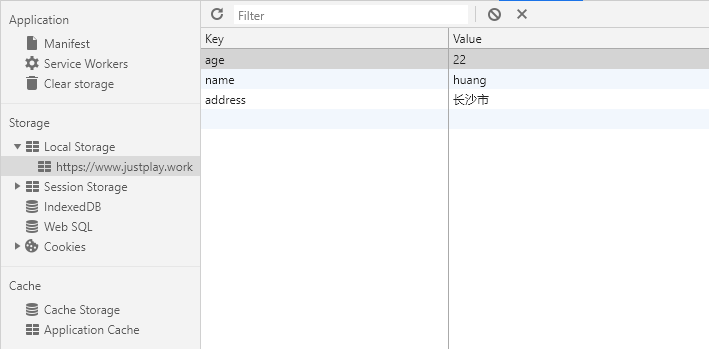 Application
Manifest
Service Workers
Clear storage
Storage
Local Storage
https://www.justplay.work
Session Storage
IndexedDB
Web SQL
Cookies
Cache
Cache Storage
Application Cache
Filter
Key Value
age 22
name huang
address 长沙市